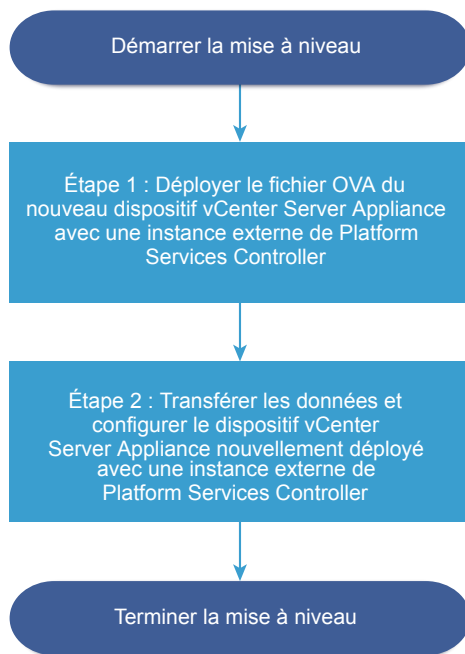 Démarrer la mise à niveau
Étape 1 : Déployer le fichier OVA du
nouveau dispositif vCenter Server Appliance
avec une instance externe de Platform
Services Controller
Étape 2 : Transférer les données et
configurer le dispositif vCenter
Server Appliance nouvellement déployé
avec une instance externe de
Platform Services Controller
Terminer la mise à niveau